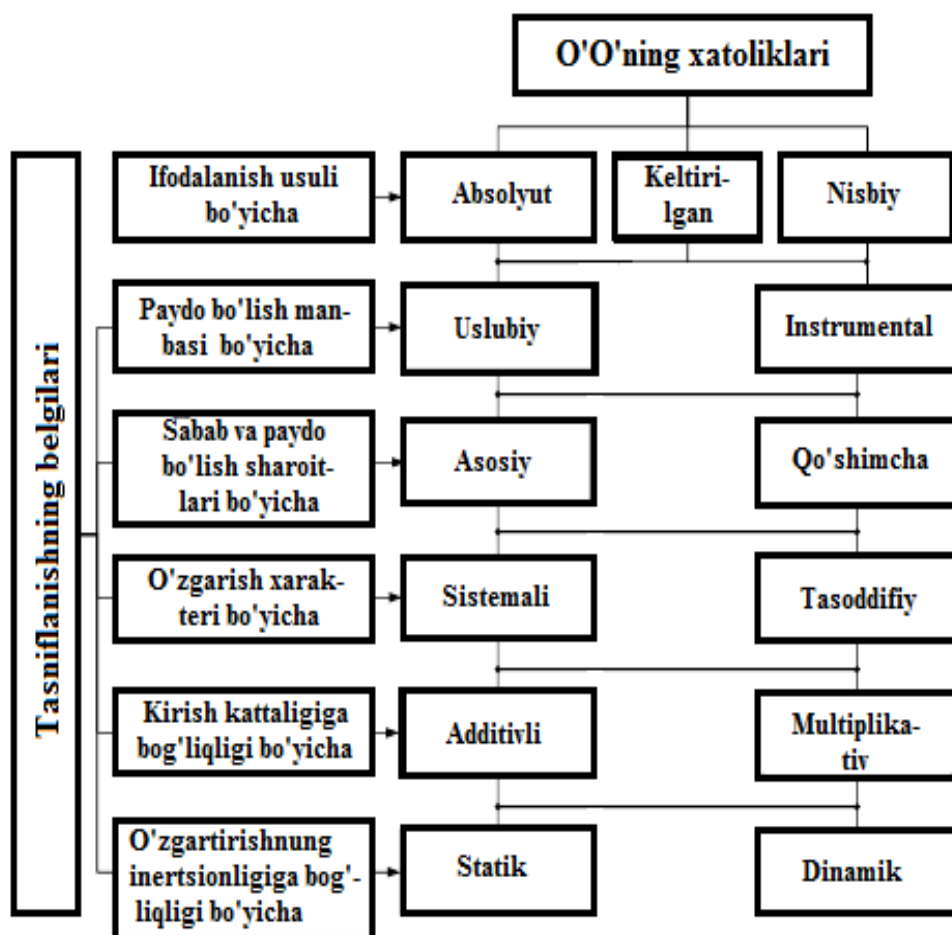 O'O'ning xatoliklari
Tasniflanishning belgilari
Ifodalanish usuli
bo'yicha
Absolyut
Keltiri-
lgan
Nisbiy
Paydo bo'lish man-
basi bo'yicha
Uslubiy
Instrumental
Sabab va paydo
bo'lish sharoit-
lari bo'yicha
Asosiy
Qo'shimcha
O'zgarish xarak-
teri bo'yicha
Sistemali
Tasoddifiy
Kirish kattaligiga
bog'liqligi bo'yicha
Additivli
Multiplika-
tiv
O'zgartirishnung
inertsionligiga bog'-
liqligi bo'yicha
Statik
Dinamik